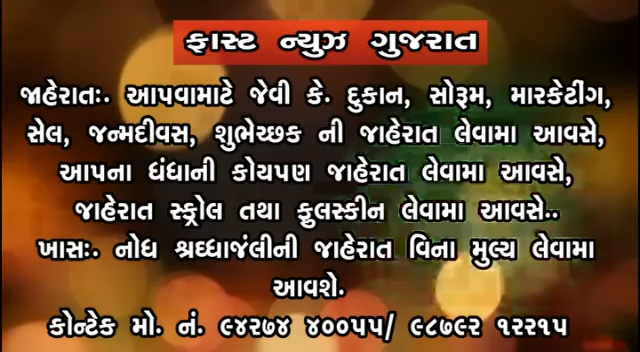 ફાસ્ટ ન્યુઝ ગુજરાત
જાહેરાતઃ. આપવામાટે જેવી કે. દુકાન, સોરૂમ, મારકેટીંગ,
સેલ, જન્મદીવસ, શુભેચ્છક ની જાહેરાત લેવામા આવસે,
આપના ધંધાની કોયપણ જાહેરાત લેવામા આવસે,
જાહેરાત સ્ક્રોલ તથા ફુલસ્કીન લેવામા આવસે..
ખાસઃ. નોધ શ્રધ્ધાજંલીની જાહેરાત વિના મુલ્ય લેવામા
આવશે.
કોન્ટેક મો. નં. ૯૪૨૭૪ ૪૦૦૫૫/ ૯૮૭૯૨ ૧૨૨૧૫